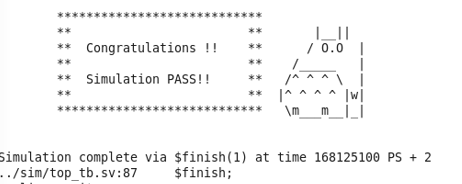 ***************************
**                       **       |__||
**  Congratulations !!   **      / O.O  |
**                       **    /_____   |
**  Simulation PASS!!    **   /^ ^ ^ \  |
**                       **  |^ ^ ^ ^ |w|
***************************   \m___m__|_|
Simulation complete via $finish(1) at time 168125100 PS + 2
../sim/top_tb.sv:87     $finish;